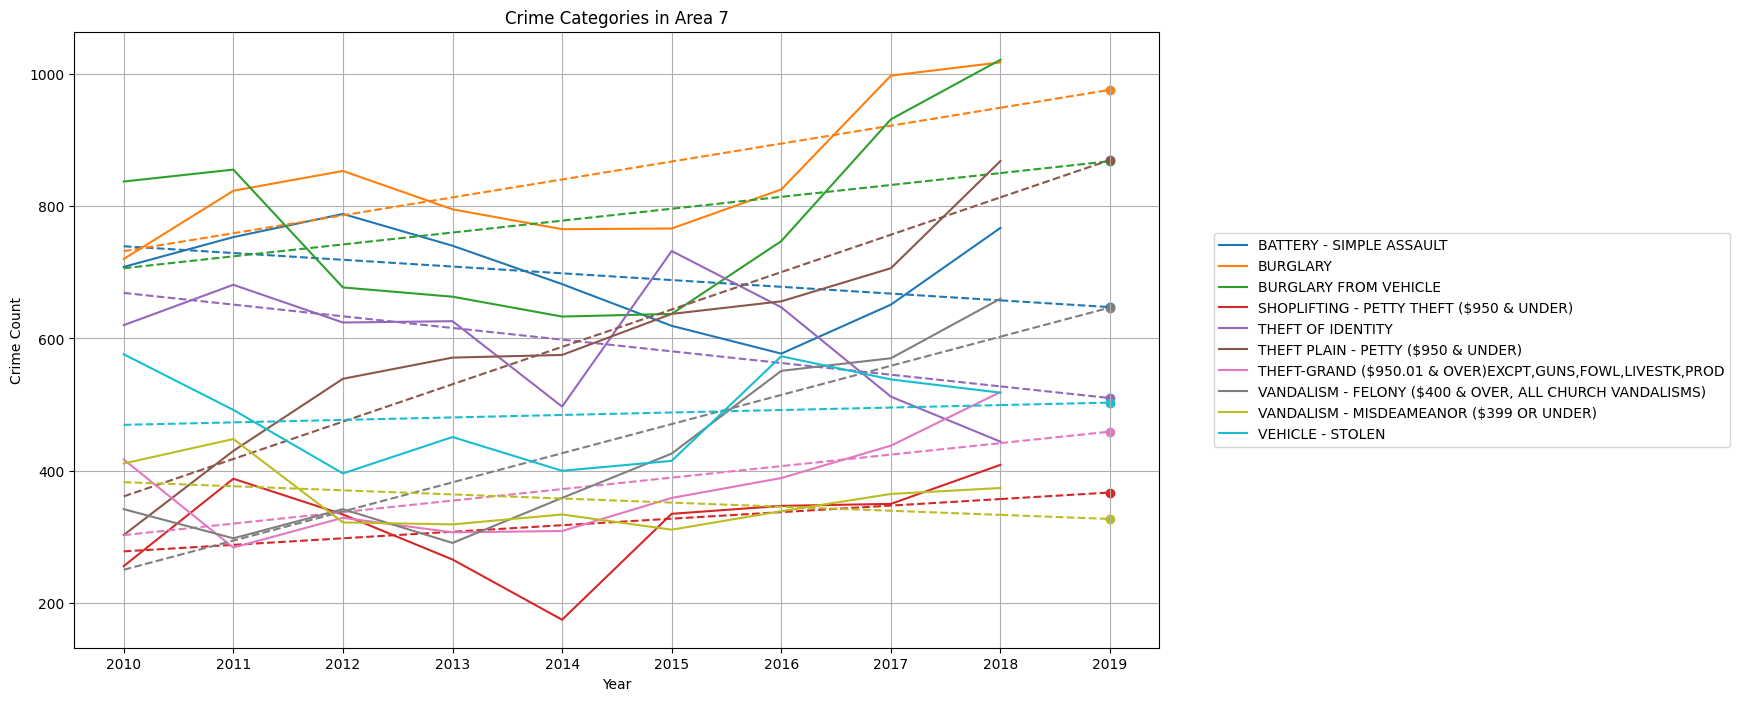 Crime Categories in Area 7
1000
800
600
400
200
Crime Count
2010 2011 2012 2013 2014 2015 2016 2017 2018 2019
Year
BATTERY - SIMPLE ASSAULT
BURGLARY
BURGLARY FROM VEHICLE
SHOPLIFTING - PETTY THEFT ($950 & UNDER)
THEFT OF IDENTITY
THEFT PLAIN - PETTY ($950 & UNDER)
THEFT-GRAND ($950.01 & OVER)EXCPT,GUNS,FOWL,LIVESTK,PROD
VANDALISM - FELONY ($400 & OVER, ALL CHURCH VANDALISMS)
VANDALISM - MISDEAMEANOR ($399 OR UNDER)
VEHICLE - STOLEN